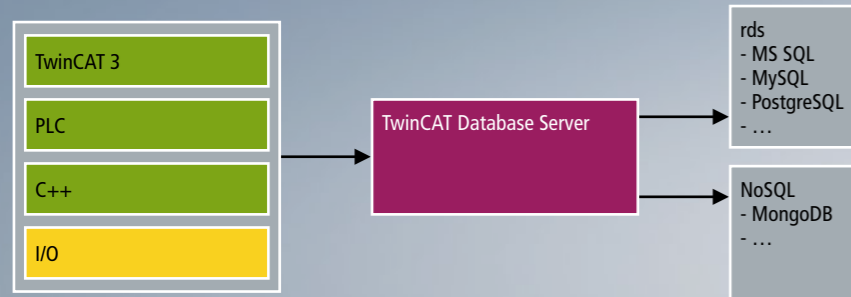 TwinCAT 3
PLC
C++
I/O
TwinCAT Database Server
rds
- MS SQL
- MySQL
- PostgreSQL
- …
NoSQL
- MongoDB
- …